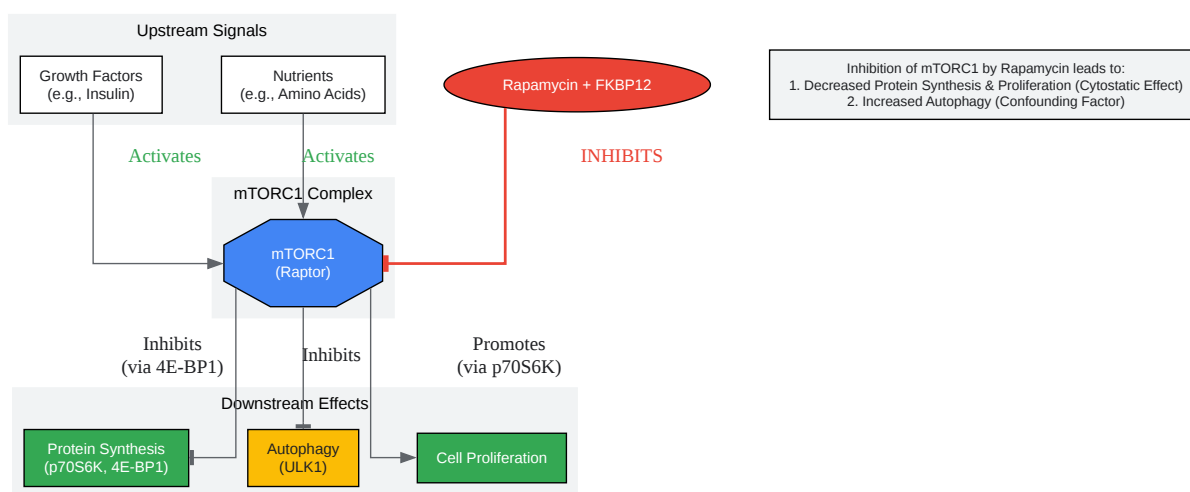 Upstream Signals
Growth Factors
(e.g., Insulin)
Nutrients
(e.g., Amino Acids)
Rapamycin + FKBP12
Inhibition of mTORC1 by Rapamycin leads to:
1. Decreased Protein Synthesis & Proliferation (Cytostatic Effect)
2. Increased Autophagy (Confounding Factor)
Activates
Activates
INHIBITS
mTORC1 Complex
mTORC1
(Raptor)
Inhibits
(via 4E-BP1)
Inhibits
Promotes
(via p70S6K)
Downstream Effects
Protein Synthesis
(p70S6K, 4E-BP1)
Autophagy
(ULK1)
Cell Proliferation